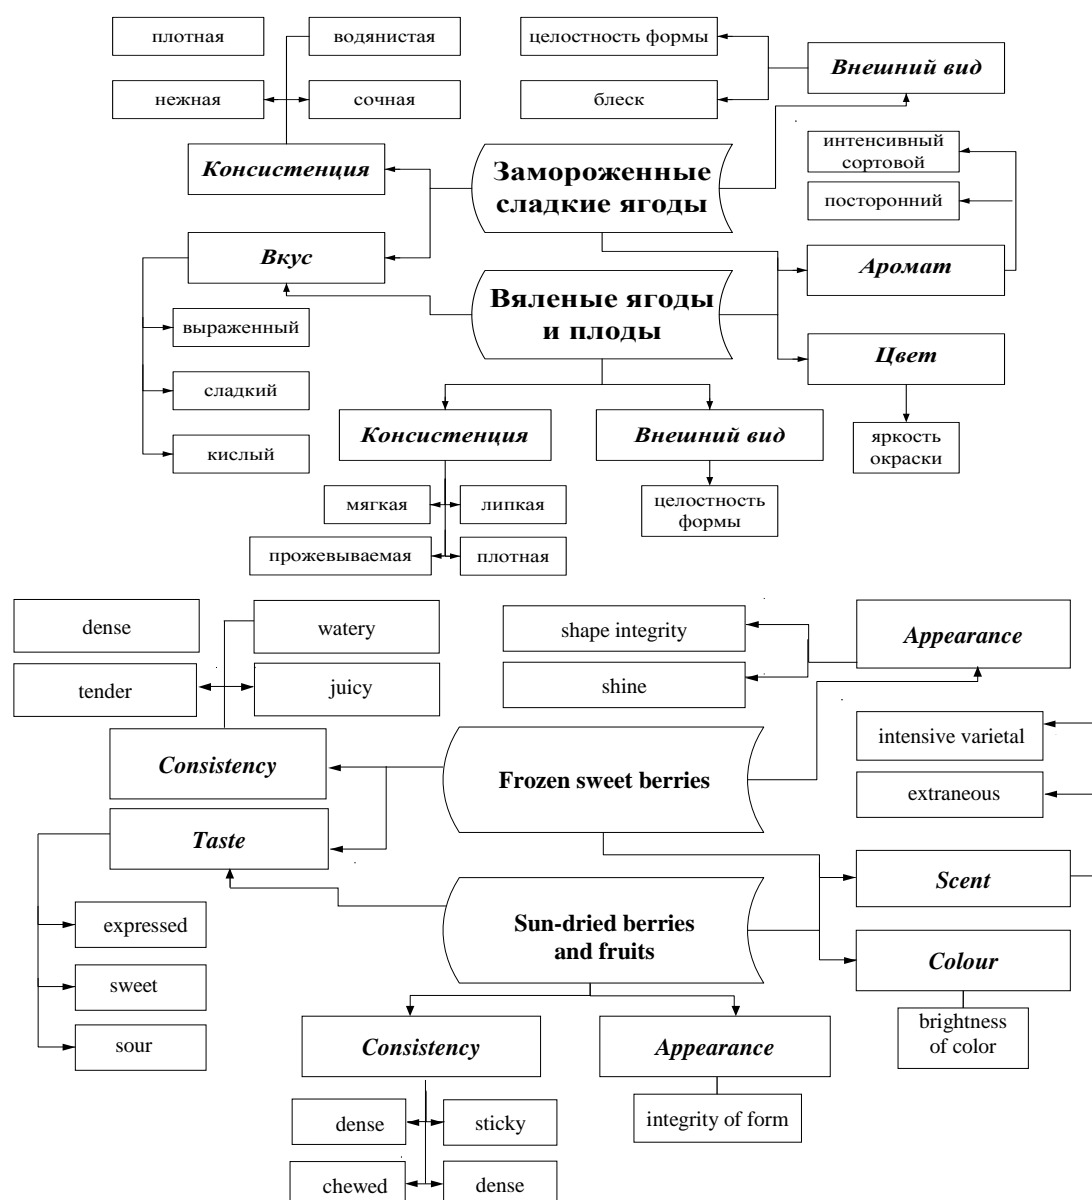 плотная
водянистая
целостность формы
Внешний вид
нежная
сочная
блеск
Консистенция
Замороженные
сладкие ягоды
интенсивный
сортовой
посторонний
Вкус
Аромат
Вяленые ягоды
и плоды
выраженный
Цвет
сладкий
Консистенция
Внешний вид
яркость
окраски
кислый
мягкая
липкая
целостность
формы
прожевываемая
плотная
dense
watery
shape integrity
Appearance
tender
juicy
shine
Consistency
Frozen sweet berries
intensive varietal
extraneous
Taste
Scent
expressed
Sun-dried berries
and fruits
Colour
sweet
sour
Consistency
Appearance
brightness
of color
dense
sticky
integrity of form
chewed
dense